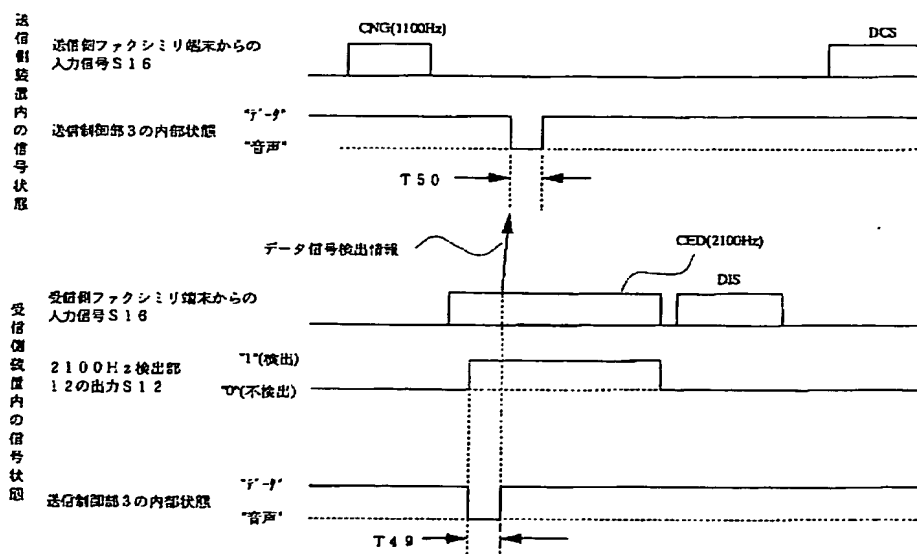 送信側装置内の信号状態
CNG(1100Hz)
DCS
送信側ファクシミリ端末からの
入力信号S16
"データ"
送信制御部3の内部状態
"音声"
T50
データ信号検出情報
CED(2100Hz)
DIS
受信側装置内の信号状態
受信側ファクシミリ端末からの
入力信号S16
"1"(検出)
2100Hz検出部
12の出力S12
"0"(不検出)
"データ"
送信制御部3の内部状態
"音声"
T49